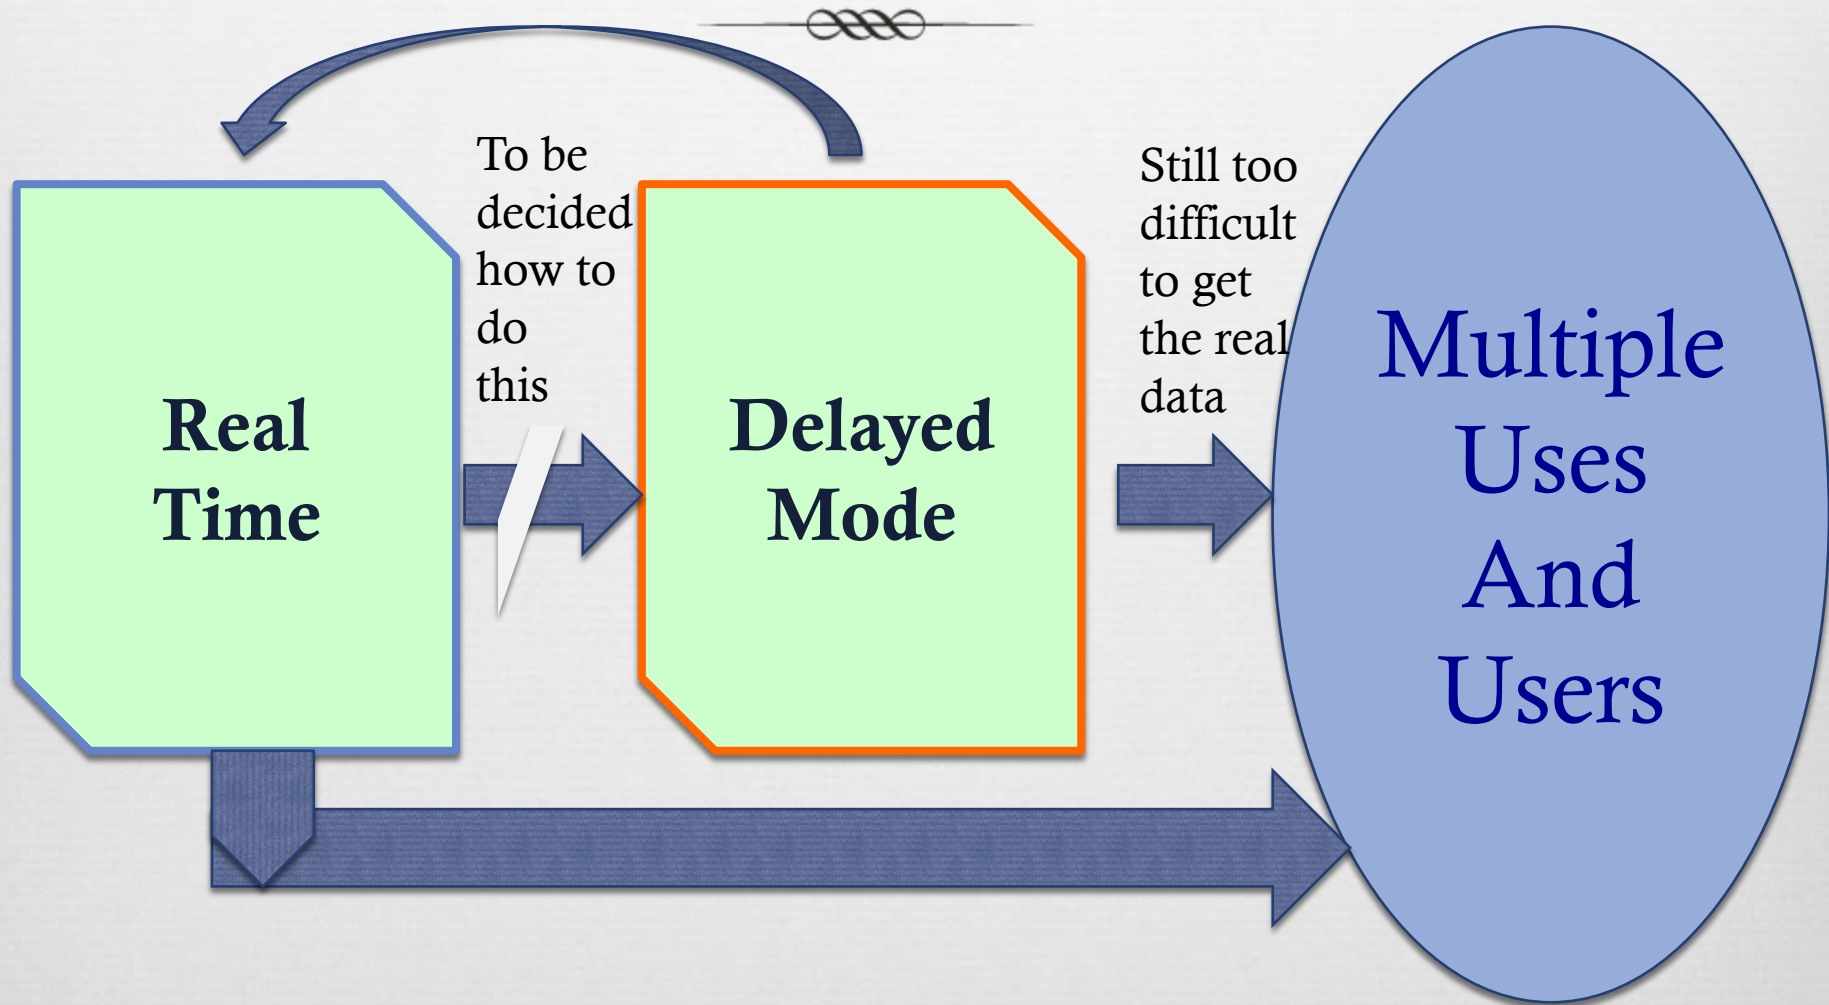 To be
decided
how to
do
this
Still too
difficult
to get
the real
data
Real
Time
Delayed
Mode
Multiple
Uses
And
Users